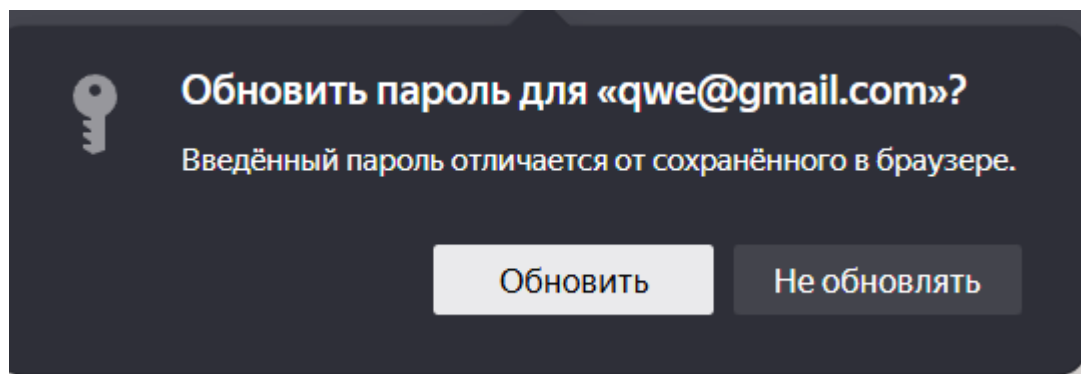 Обновить пароль для «qwe@gmail.com»?
Введённый пароль отличается от сохранённого в браузере.
Обновить
Не обновлять